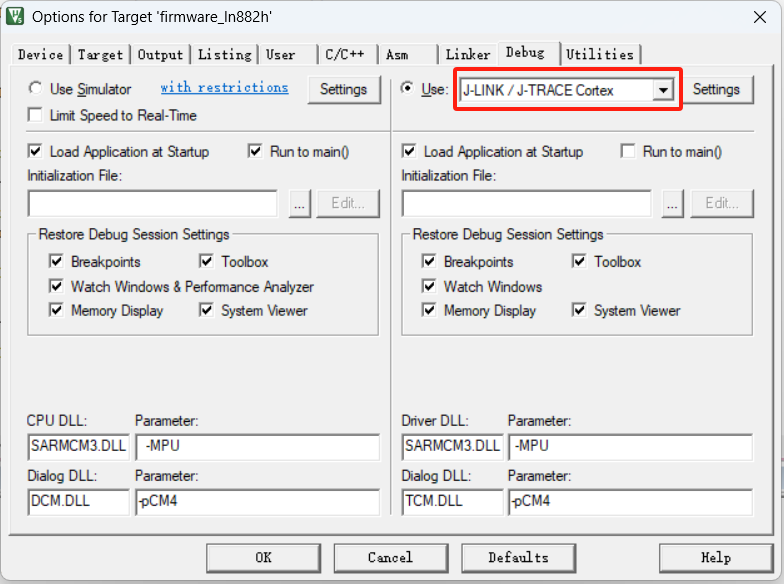 Options for Target 'firmware_ln882h'
Device Target Output Listing User C/C++ Asm Linker Debug Utilities
Use Simulator with restrictions Settings
Limit Speed to Real-Time
Load Application at Startup Run to main()
Initialization File:
... Edit...
Restore Debug Session Settings
Breakpoints Toolbox
Watch Windows & Performance Analyzer
Memory Display System Viewer
CPU DLL: Parameter:
SARMCM3.DLL -MPU
Dialog DLL: Parameter:
DCM.DLL -pCM4
Use: J-LINK / J-TRACE Cortex Settings
Load Application at Startup Run to main()
Initialization File:
... Edit...
Restore Debug Session Settings
Breakpoints Toolbox
Watch Windows
Memory Display System Viewer
Driver DLL: Parameter:
SARMCM3.DLL -MPU
Dialog DLL: Parameter:
TCM.DLL -pCM4
OK Cancel Defaults Help